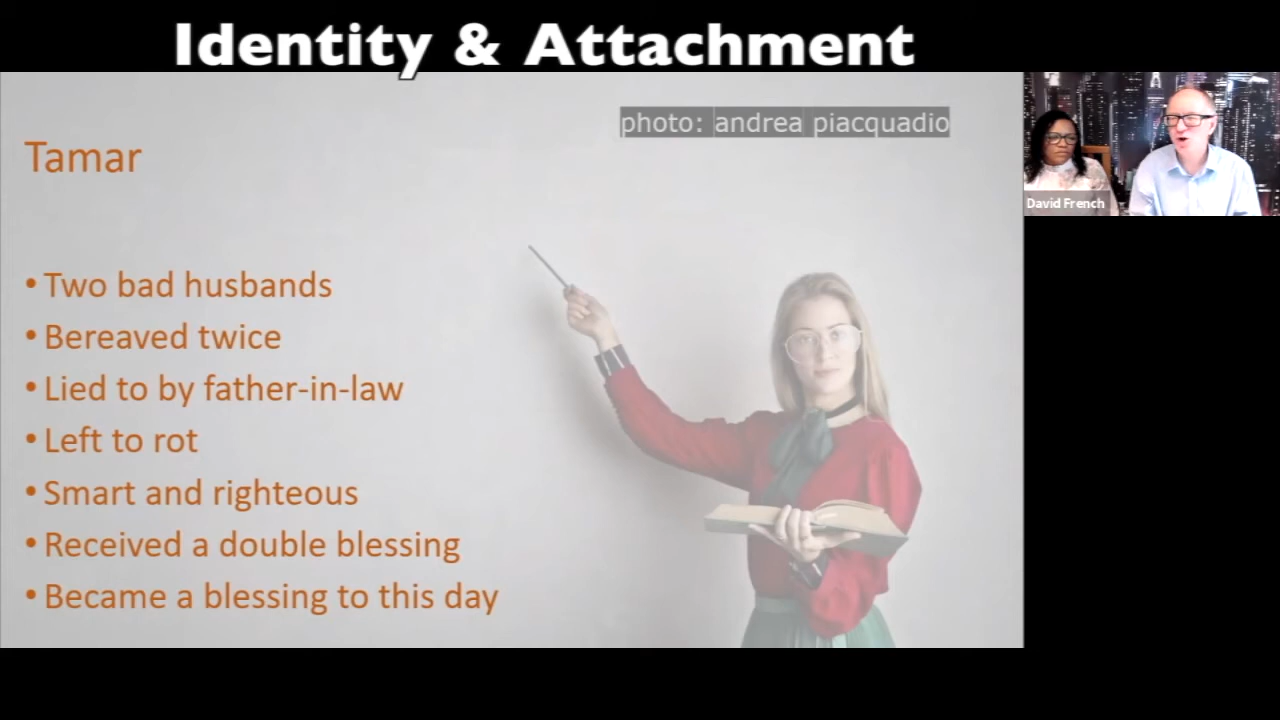 Identity & Attachment
photo: andrea piacquadio
Tamar
• Two bad husbands
• Bereaved twice
• Lied to by father-in-law
• Left to rot
• Smart and righteous
• Received a double blessing
• Became a blessing to this day
David French